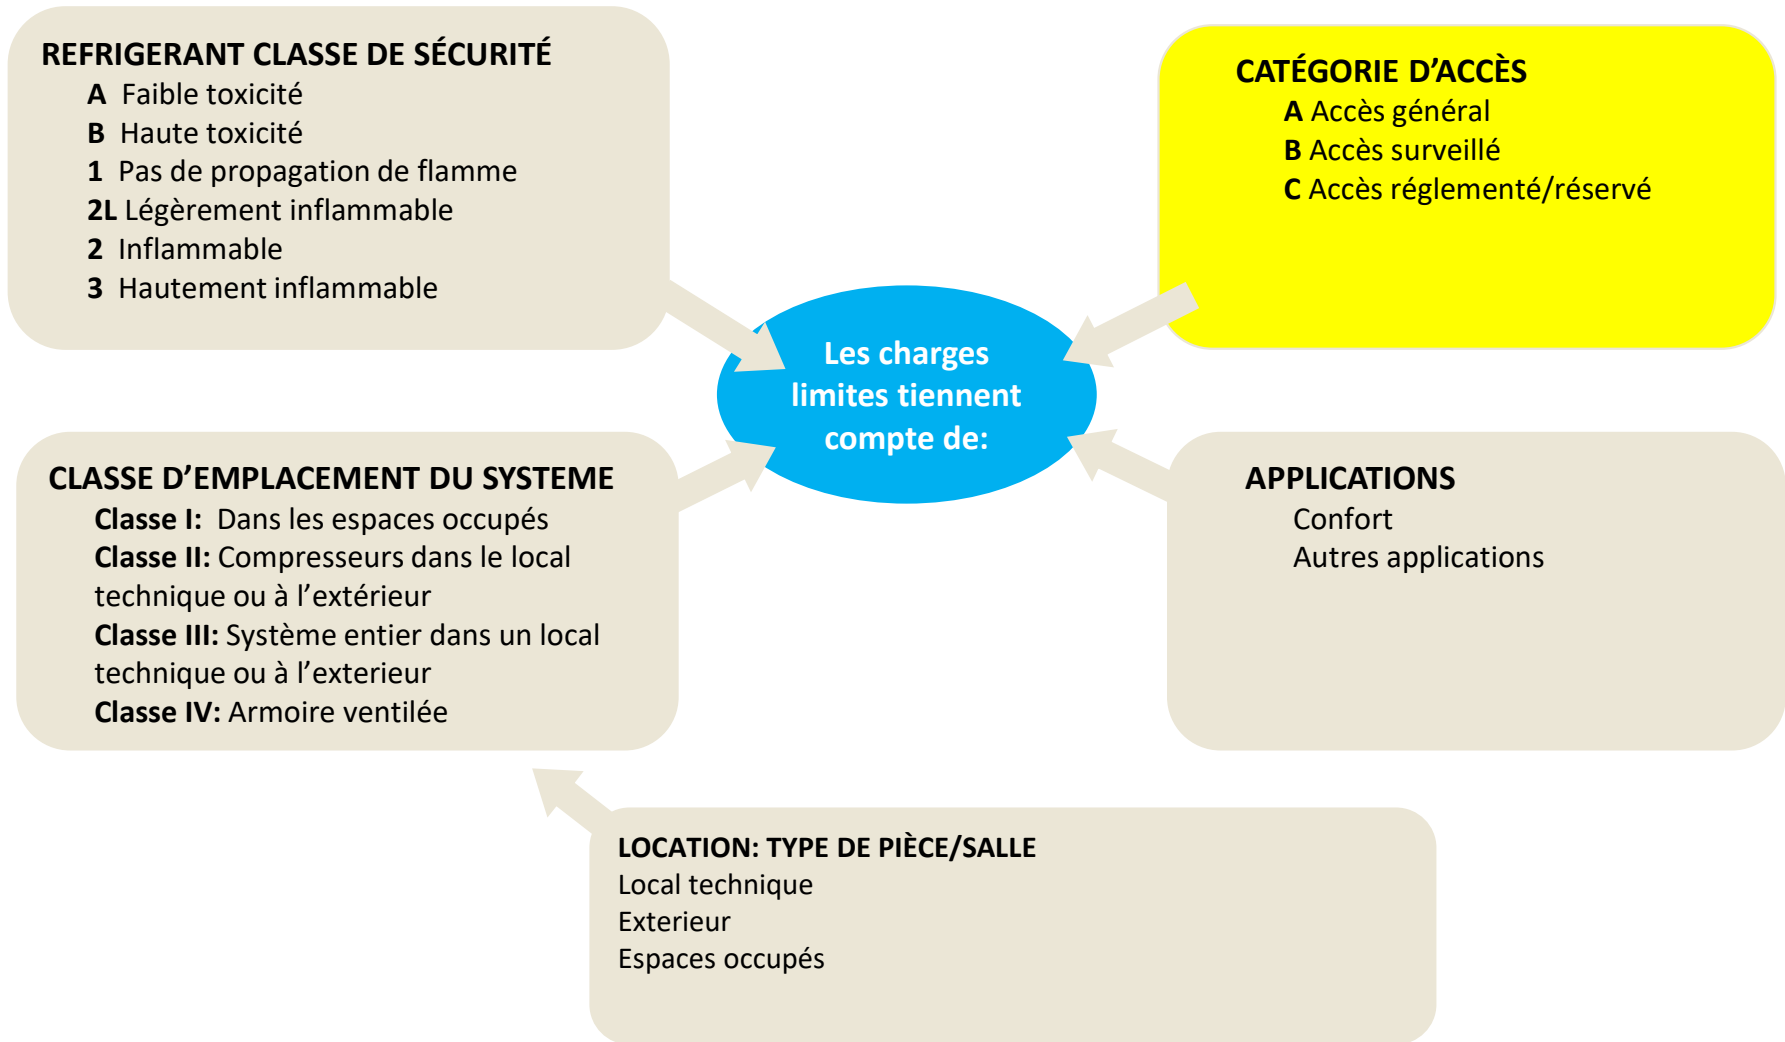 REFRIGERANT CLASSE DE SÉCURITÉ
A Faible toxicité
B Haute toxicité
1 Pas de propagation de flamme
2L Légèrement inflammable
2 Inflammable
3 Hautement inflammable
CATÉGORIE D’ACCÈS
A Accès général
B Accès surveillé
C Accès réglementé/réservé
Les charges
limites tiennent
compte de:
CLASSE D’EMPLACEMENT DU SYSTEME
Classe I: Dans les espaces occupés
Classe II: Compresseurs dans le local
technique ou à l’extérieur
Classe III: Système entier dans un local
technique ou à l’exterieur
Classe IV: Armoire ventilée
APPLICATIONS
Confort
Autres applications
LOCATION: TYPE DE PIÈCE/SALLE
Local technique
Exterieur
Espaces occupés